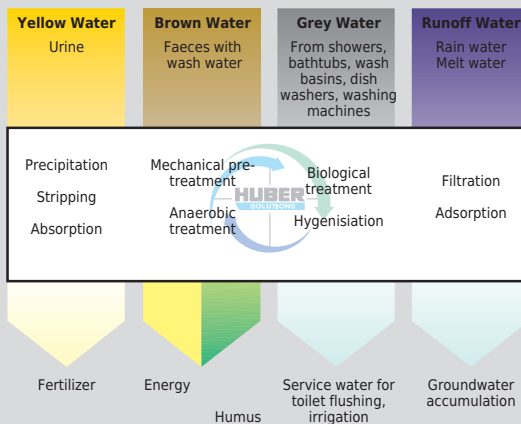 Yellow Water
Urine
Brown Water
Faeces with
wash water
Grey Water
From showers,
bathtubs, wash
basins, dish
washers, washing
machines
Runoff Water
Rain water
Melt water
Precipitation
Stripping
Absorption
Mechanical pre-
treatment
Anaerobic
treatment
HUBER
SOLUTIONS
Biological
treatment
Hygenisiation
Filtration
Adsorption
Fertilizer
Energy
Humus
Service water for
toilet flushing,
irrigation
Groundwater
accumulation